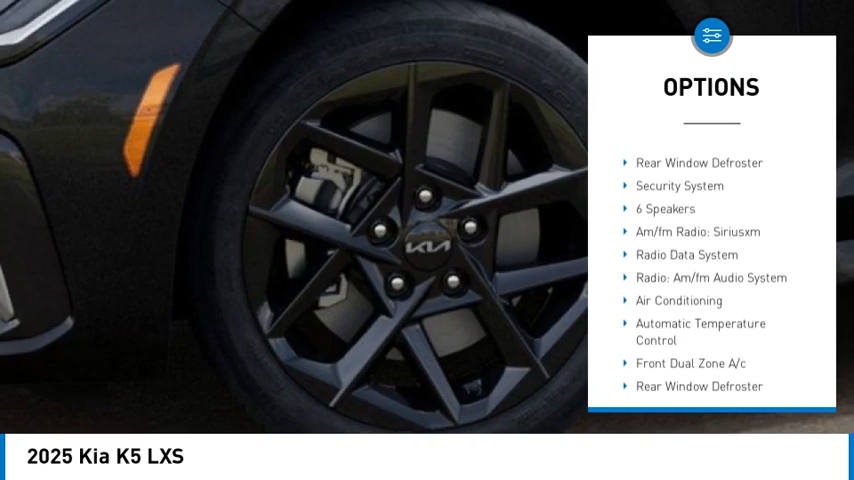 OPTIONS
Rear Window Defroster
Security System
6 Speakers
Am/fm Radio: Siriusxm
Radio Data System
Radio: Am/fm Audio System
Air Conditioning
Automatic Temperature
Control
Front Dual Zone A/c
Rear Window Defroster
KIA
2025 Kia K5 LXS